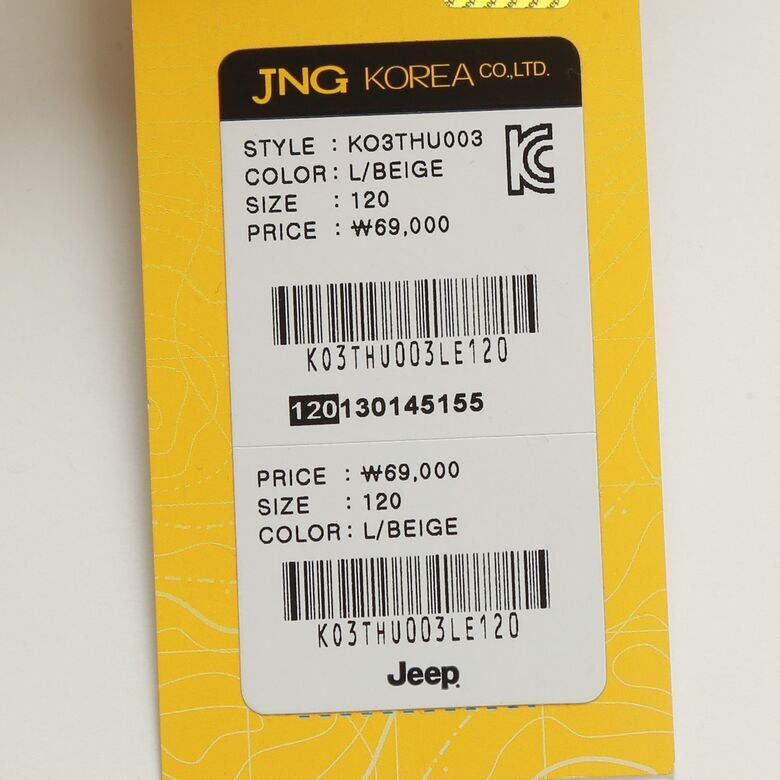 JNG KOREA CO.,LTD.
STYLE : KO3THU003
COLOR : L/BEIGE
SIZE : 120
PRICE : ₩69,000
KC
K03THU003LE120
120130145155
PRICE : ₩69,000
SIZE : 120
COLOR : L/BEIGE
K03THU003LE120
Jeep